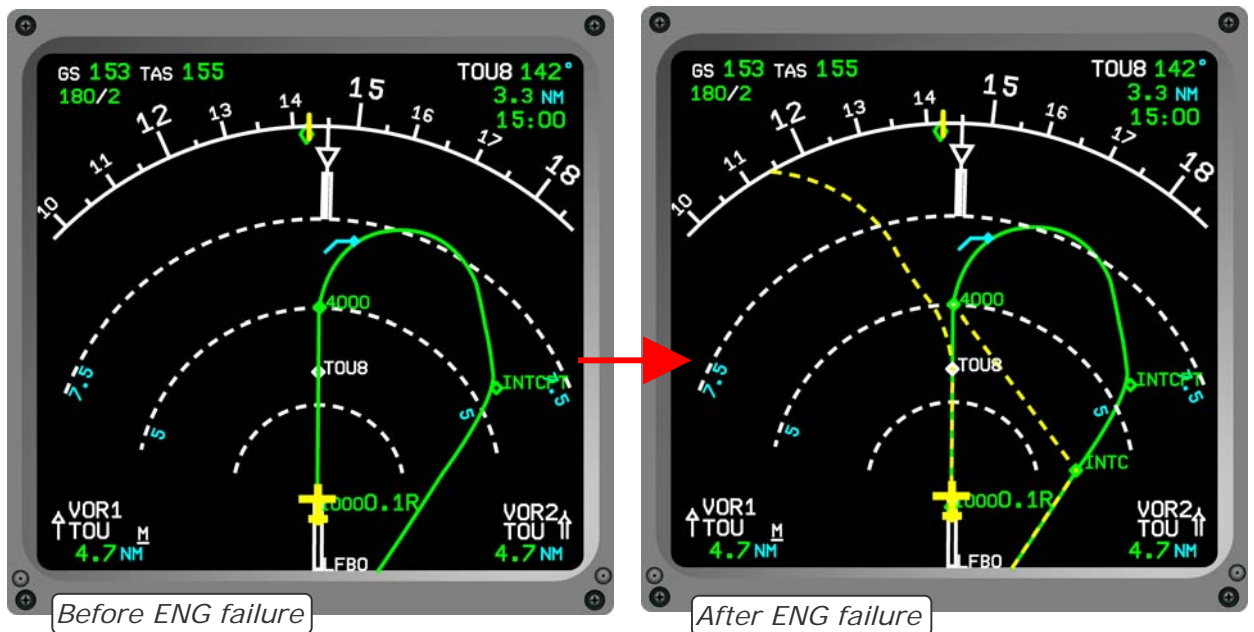 GS 153 TAS 155
180/2
TOU8 142°
3.3 NM
15:00
10
11
12
13
14
15
16
17
18
4000
TOU8
INTCPT
7.5
7.5
5
5
1000 0.1R
VOR1
TOU M
4.7 NM
VOR2
TOU
4.7 NM
LFBO
Before ENG failure
GS 153 TAS 155
180/2
TOU8 142°
3.3 NM
15:00
10
11
12
13
14
15
16
17
18
4000
TOU8
INTCPT
7.5
7.5
5
5
INTC
1000 0.1R
VOR1
TOU M
4.7 NM
VOR2
TOU
4.7 NM
LFBO
After ENG failure